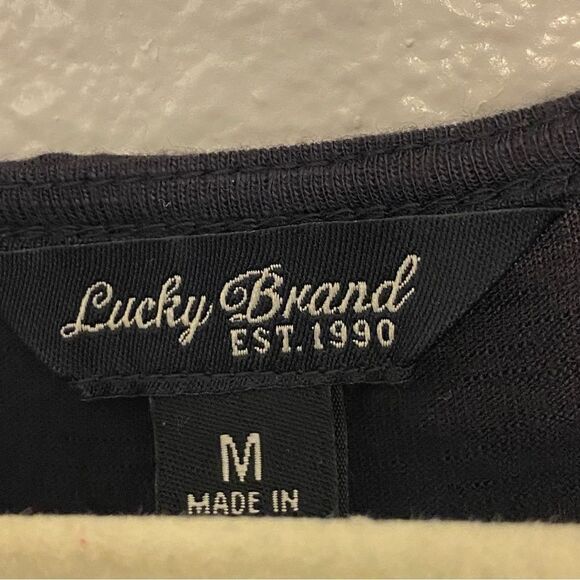 Lucky Brand
EST. 1990
M
MADE IN